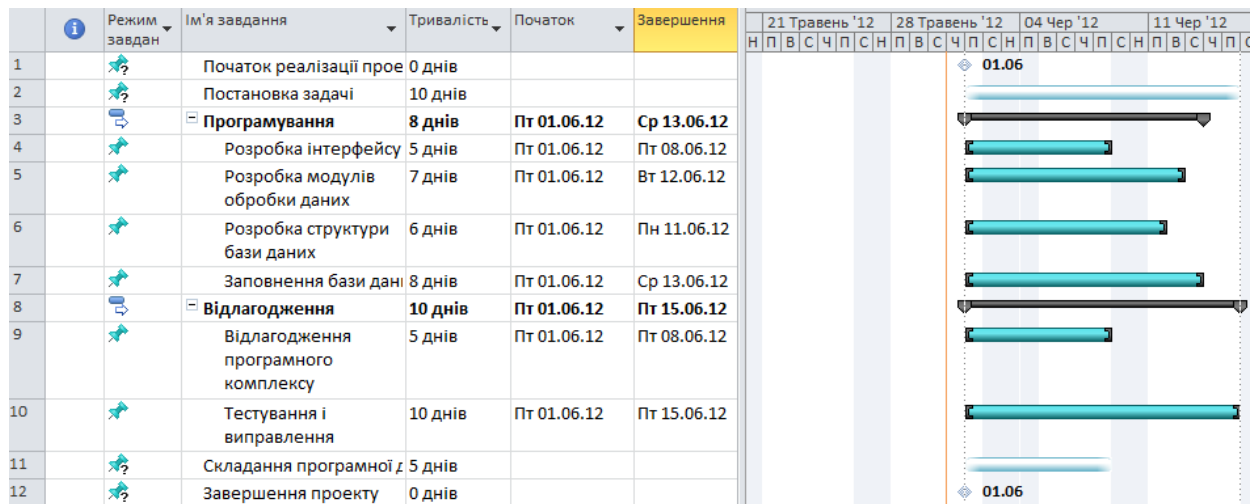 Режим завдан Ім'я завдання Тривалість Початок Завершення
21 Травень '12 28 Травень '12 04 Чер '12 11 Чер '12
Н П В С Ч П С Н П В С Ч П С Н П В С Ч П С Н П В С Ч П С
1 Початок реалізації прое 0 днів 01.06
2 Постановка задачі 10 днів
3 Програмування 8 днів Пт 01.06.12 Ср 13.06.12
4 Розробка інтерфейсу 5 днів Пт 01.06.12 Пт 08.06.12
5 Розробка модулів 7 днів Пт 01.06.12 Вт 12.06.12
обробки даних
6 Розробка структури 6 днів Пт 01.06.12 Пн 11.06.12
бази даних
7 Заповнення бази дані 8 днів Пт 01.06.12 Ср 13.06.12
8 Відлагодження 10 днів Пт 01.06.12 Пт 15.06.12
9 Відлагодження 5 днів Пт 01.06.12 Пт 08.06.12
програмного
комплексу
10 Тестування і 10 днів Пт 01.06.12 Пт 15.06.12
виправлення
11 Складання програмної д 5 днів
12 Завершення проекту 0 днів 01.06